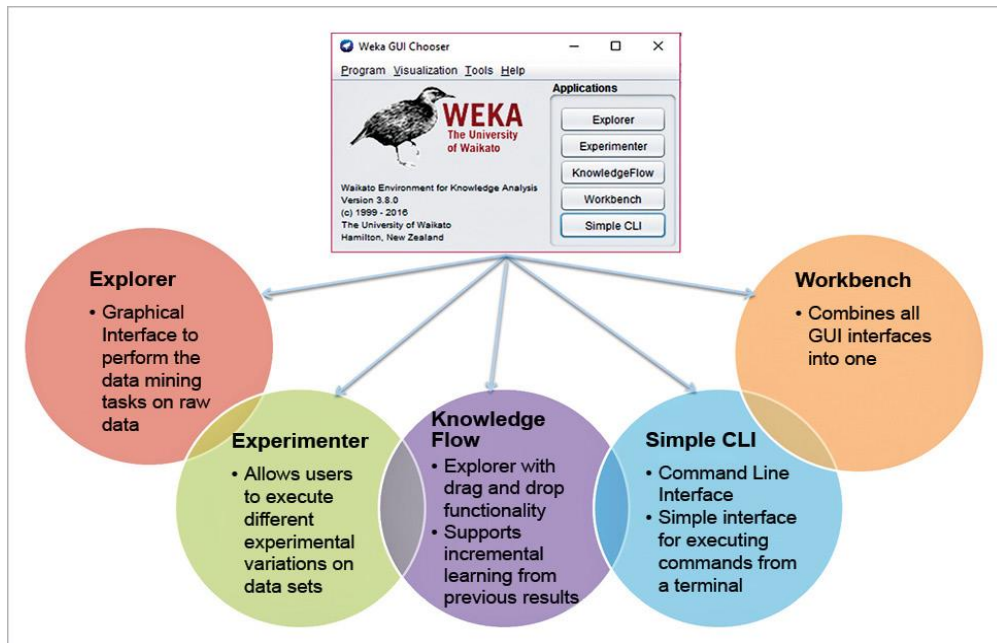 Weka GUI Chooser
Program Visualization Tools Help
WEKA
The University
of Waikato
Waikato Environment for Knowledge Analysis
Version 3.8.0
(c) 1999 - 2016
The University of Waikato
Hamilton, New Zealand
Applications
Explorer
Experimenter
KnowledgeFlow
Workbench
Simple CLI
Explorer
• Graphical
Interface to
perform the
data mining
tasks on raw
data
Experimenter
• Allows users
to execute
different
experimental
variations on
data sets
Knowledge
Flow
• Explorer with
drag and drop
functionality
• Supports
incremental
learning from
previous results
Simple CLI
• Command Line
Interface
• Simple interface
for executing
commands from
a terminal
Workbench
• Combines all
GUI interfaces
into one